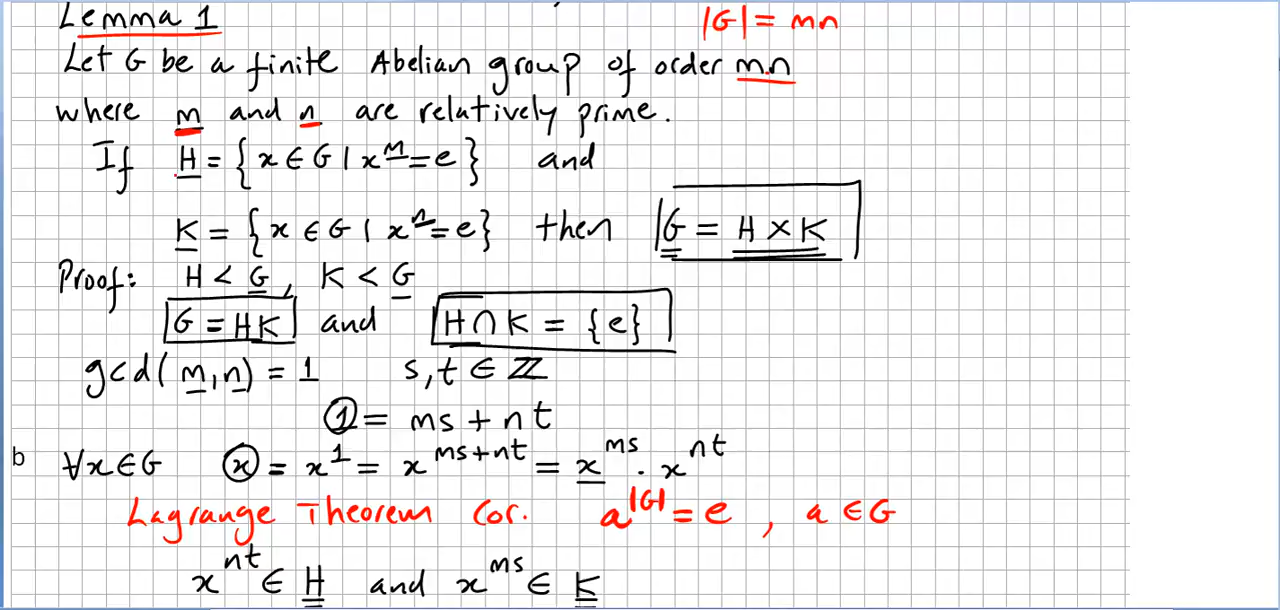 Lemma 1 |G| = mn
Let G be a finite Abelian group of order m.n
where m and n are relatively prime.
If H = {x ∈ G | x^m = e} and
K = {x ∈ G | x^n = e} then G = H × K
Proof: H < G, K < G
G = HK and H ∩ K = {e}
gcd(m,n) = 1 s,t ∈ ℤ
1 = ms + nt
b ∀x∈G x = x^1 = x^{ms+nt} = x^{ms} · x^{nt}
Lagrange Theorem Cor. a^{|G|} = e , a ∈ G
x^{nt} ∈ H and x^{ms} ∈ K